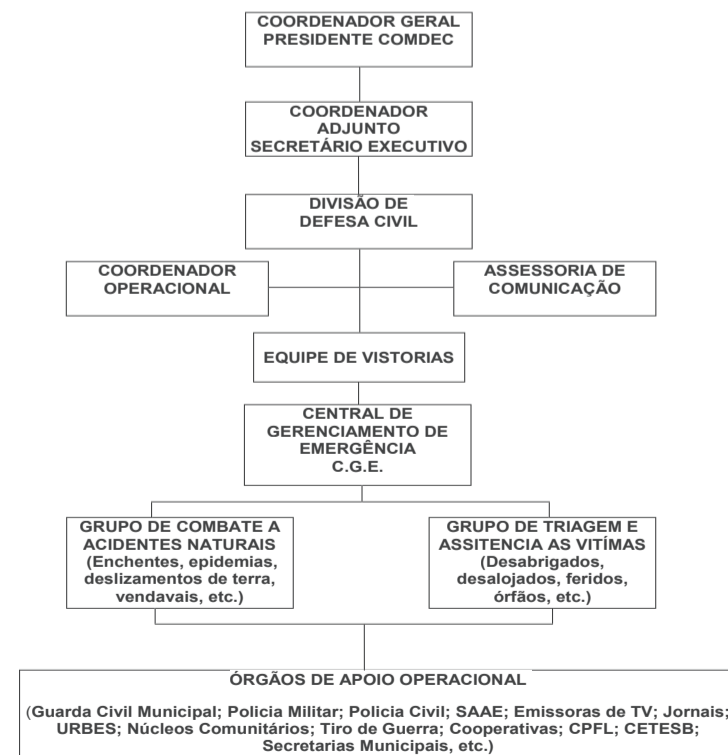 COORDENADOR GERAL
PRESIDENTE COMDEC
COORDENADOR
ADJUNTO
SECRETÁRIO EXECUTIVO
DIVISÃO DE
DEFESA CIVIL
COORDENADOR
OPERACIONAL
ASSESSORIA DE
COMUNICAÇÃO
EQUIPE DE VISTORIAS
CENTRAL DE
GERENCIAMENTO DE
EMERGÊNCIA
C.G.E.
GRUPO DE COMBATE A
ACIDENTES NATURAIS
(Enchentes, epidemias,
deslizamentos de terra,
vendavais, etc.)
GRUPO DE TRIAGEM E
ASSITENCIA AS VITÍMAS
(Desabrigados,
desalojados, feridos,
órfãos, etc.)
ÓRGÃOS DE APOIO OPERACIONAL
(Guarda Civil Municipal; Policia Militar; Policia Civil; SAAE; Emissoras de TV; Jornais;
URBES; Núcleos Comunitários; Tiro de Guerra; Cooperativas; CPFL; CETESB;
Secretarias Municipais, etc.)